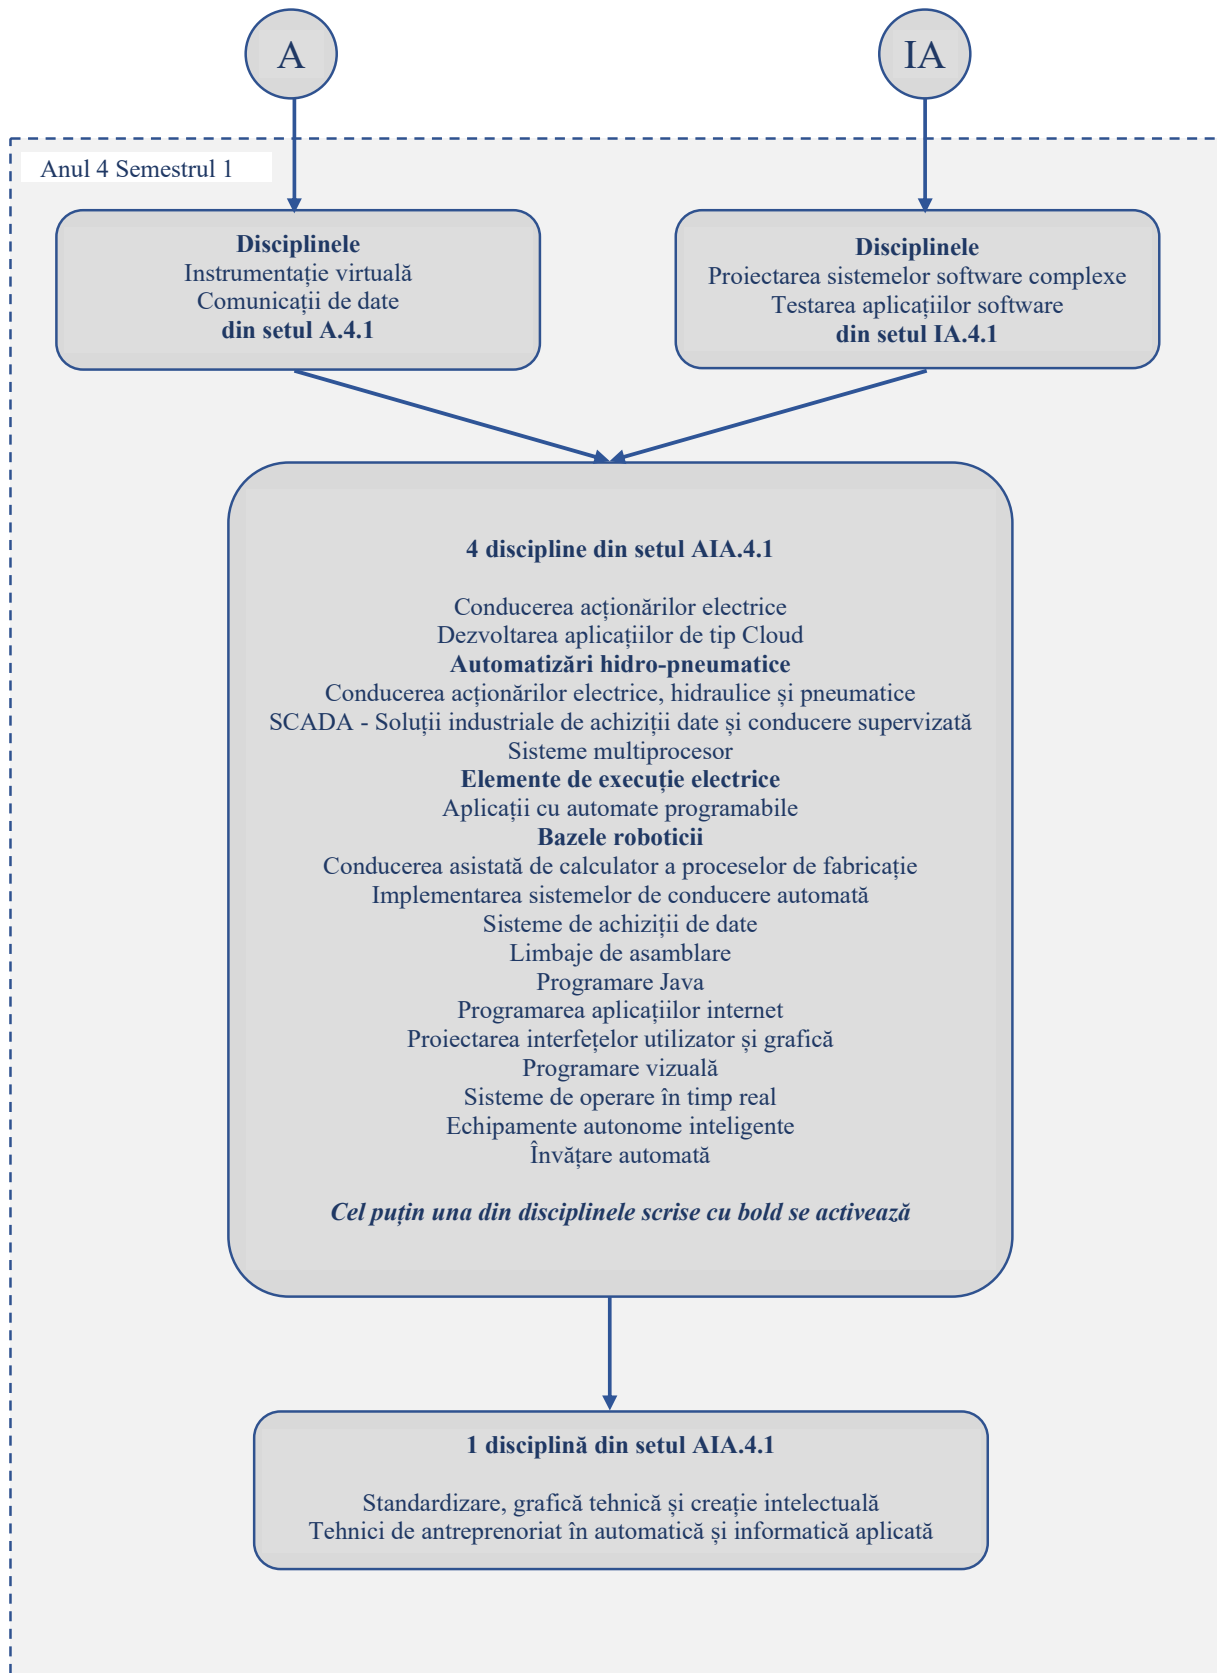 A
IA
Anul 4 Semestrul 1
Disciplinele
Instrumentație virtuală
Comunicații de date
din setul A.4.1
Disciplinele
Proiectarea sistemelor software complexe
Testarea aplicațiilor software
din setul IA.4.1
4 discipline din setul AIA.4.1
Conducerea acționărilor electrice
Dezvoltarea aplicațiilor de tip Cloud
Automatizări hidro-pneumatice
Conducerea acționărilor electrice, hidraulice și pneumatice
SCADA - Soluții industriale de achiziții date și conducere supervizată
Sisteme multiprocesor
Elemente de execuție electrice
Aplicații cu automate programabile
Bazele roboticii
Conducerea asistată de calculator a proceselor de fabricație
Implementarea sistemelor de conducere automată
Sisteme de achiziții de date
Limbaje de asamblare
Programare Java
Programarea aplicațiilor internet
Proiectarea interfețelor utilizator și grafică
Programare vizuală
Sisteme de operare în timp real
Echipamente autonome inteligente
Învățare automată
Cel puțin una din disciplinele scrise cu bold se activează
1 disciplină din setul AIA.4.1
Standardizare, grafică tehnică și creație intelectuală
Tehnici de antreprenoriat în automatică și informatică aplicată